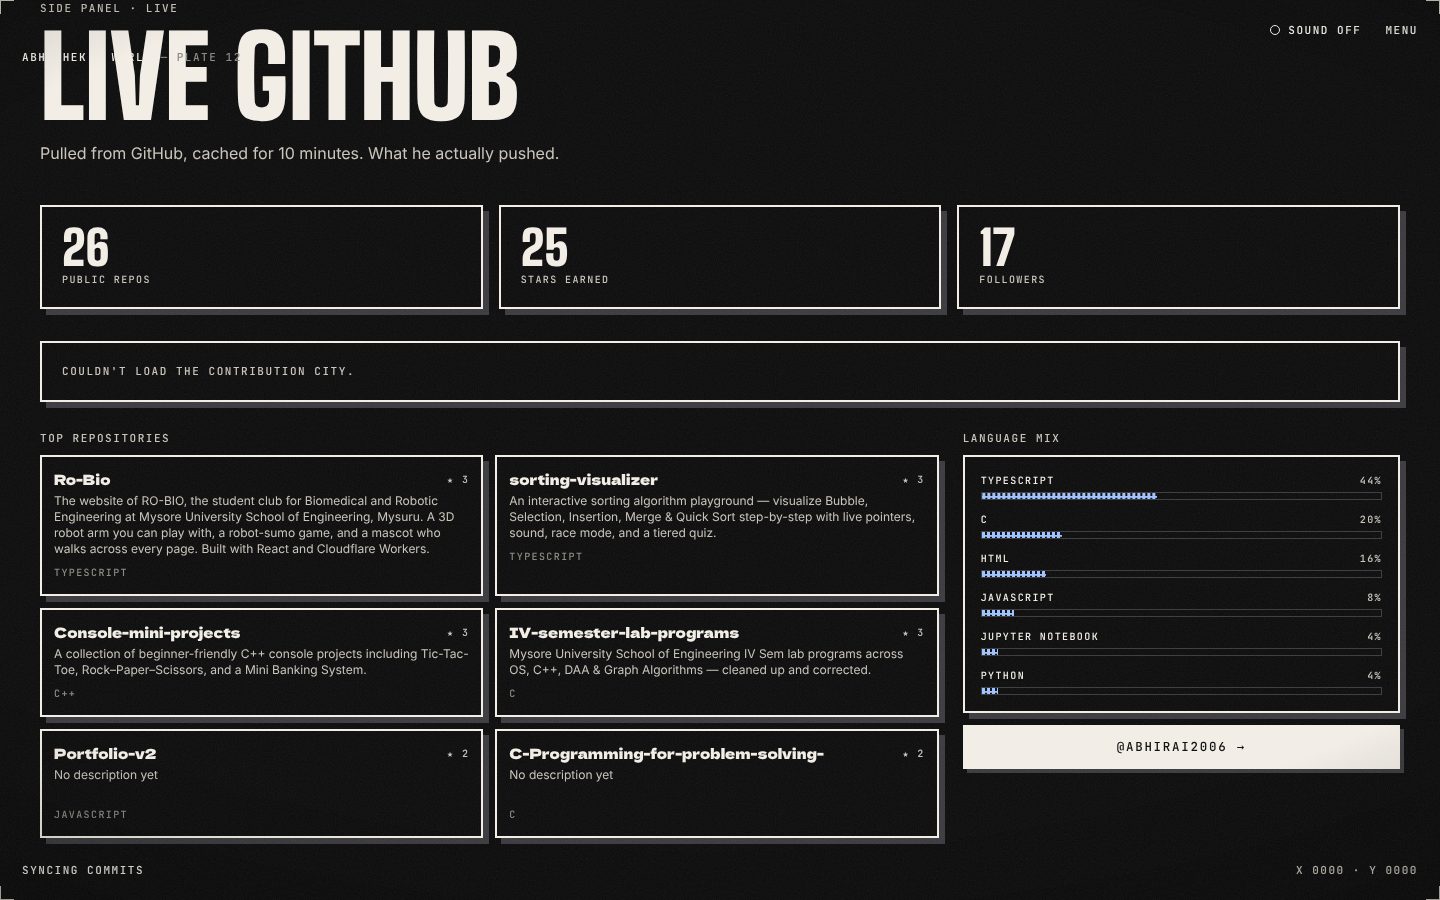 SIDE PANEL · LIVE
SOUND OFF MENU
— PLATE 12
LIVE GITHUB
Pulled from GitHub, cached for 10 minutes. What he actually pushed.
26
PUBLIC REPOS
25
STARS EARNED
17
FOLLOWERS
COULDN'T LOAD THE CONTRIBUTION CITY.
TOP REPOSITORIES
Ro-Bio ★ 3
The website of RO-BIO, the student club for Biomedical and Robotic
Engineering at Mysore University School of Engineering, Mysuru. A 3D
robot arm you can play with, a robot-sumo game, and a mascot who
walks across every page. Built with React and Cloudflare Workers.
TYPESCRIPT
sorting-visualizer ★ 3
An interactive sorting algorithm playground — visualize Bubble,
Selection, Insertion, Merge & Quick Sort step-by-step with live pointers,
sound, race mode, and a tiered quiz.
TYPESCRIPT
Console-mini-projects ★ 3
A collection of beginner-friendly C++ console projects including Tic-Tac-
Toe, Rock–Paper–Scissors, and a Mini Banking System.
C++
IV-semester-lab-programs ★ 3
Mysore University School of Engineering IV Sem lab programs across
OS, C++, DAA & Graph Algorithms — cleaned up and corrected.
C
Portfolio-v2 ★ 2
No description yet
JAVASCRIPT
C-Programming-for-problem-solving- ★ 2
No description yet
C
LANGUAGE MIX
TYPESCRIPT 44%
C 20%
HTML 16%
JAVASCRIPT 8%
JUPYTER NOTEBOOK 4%
PYTHON 4%
@ABHIRAI2006 →
SYNCING COMMITS
X 0000 · Y 0000